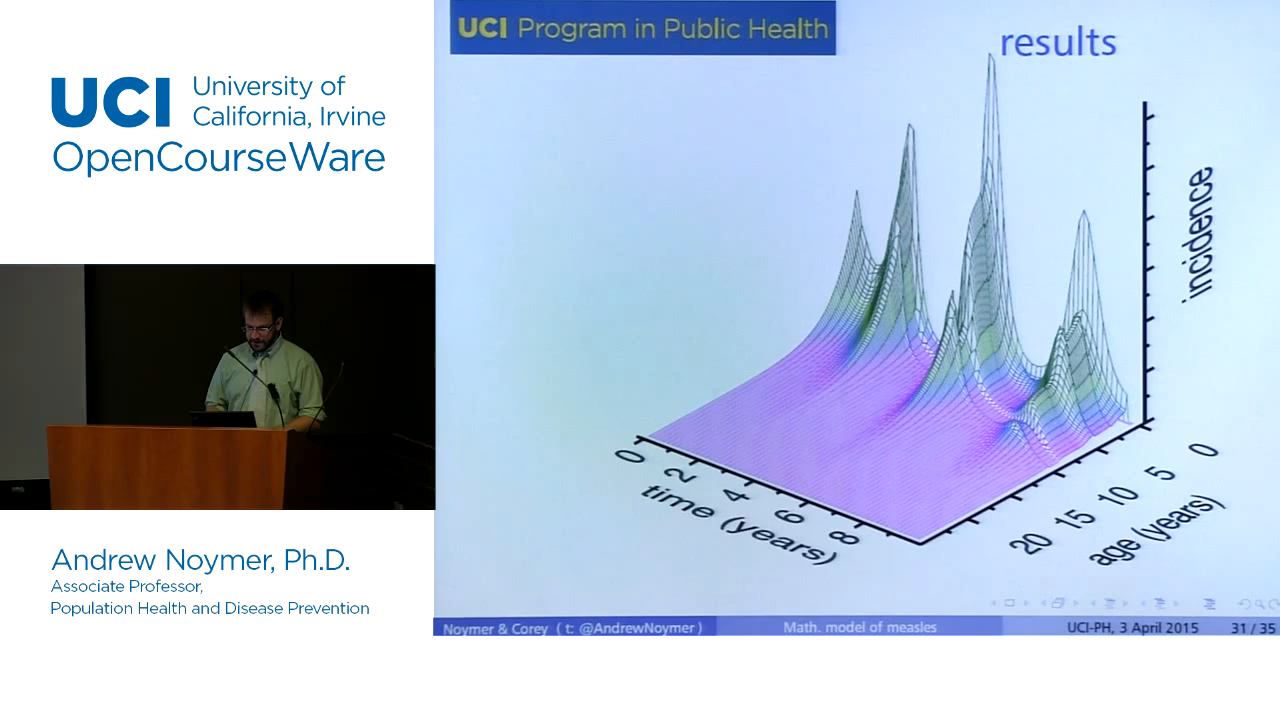 UCI University of
California, Irvine
OpenCourseWare
Andrew Noymer, Ph.D.
Associate Professor,
Population Health and Disease Prevention
UCI Program in Public Health
results
incidence
0
2
4
6
8
time (years)
20
15
10
5
0
age (years)
Noymer & Corey ( t: @AndrewNoymer ) Math. model of measles UCI-PH, 3 April 2015 31 / 35